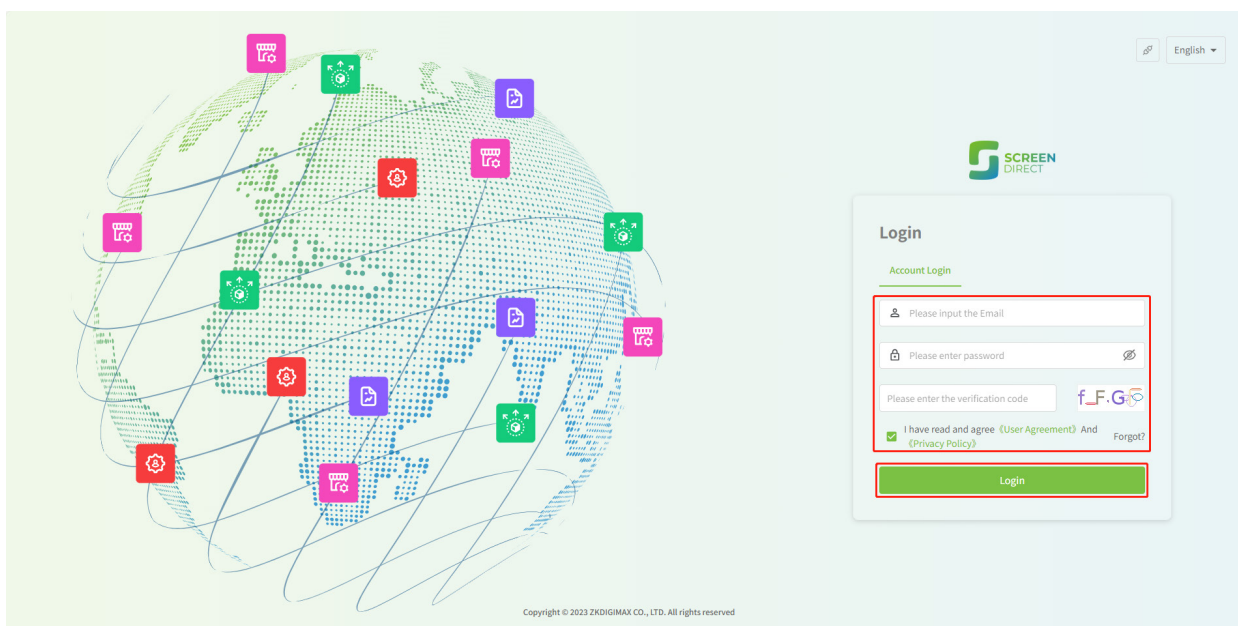 English
SCREEN
DIRECT
Login
Account Login
Please input the Email
Please enter password
Please enter the verification code
I have read and agree 《User Agreement》 And
《Privacy Policy》
Forgot?
Login
Copyright © 2023 ZKDIGIMAX CO., LTD. All rights reserved